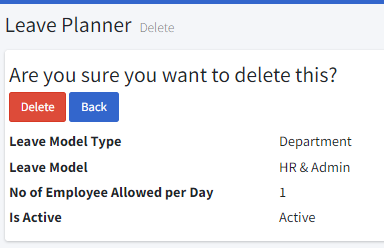 Leave Planner Delete
Are you sure you want to delete this?
Delete Back
Leave Model Type Department
Leave Model HR & Admin
No of Employee Allowed per Day 1
Is Active Active